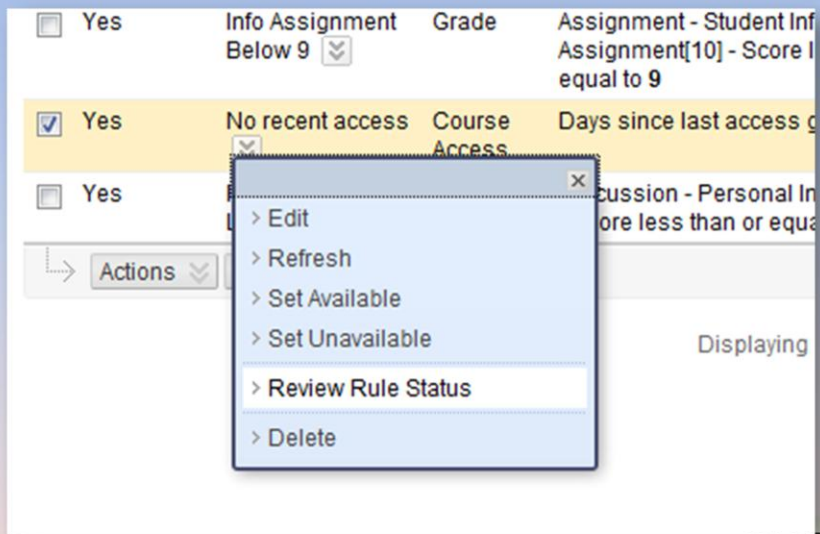 Yes
Info Assignment
Below 9
Grade
Assignment - Student Inf
Assignment[10] - Score l
equal to 9
Yes
No recent access
Course
Access
Days since last access g
Yes
cussion - Personal In
ore less than or equa
> Edit
> Refresh
> Set Available
> Set Unavailable
> Review Rule Status
> Delete
Actions
Displaying